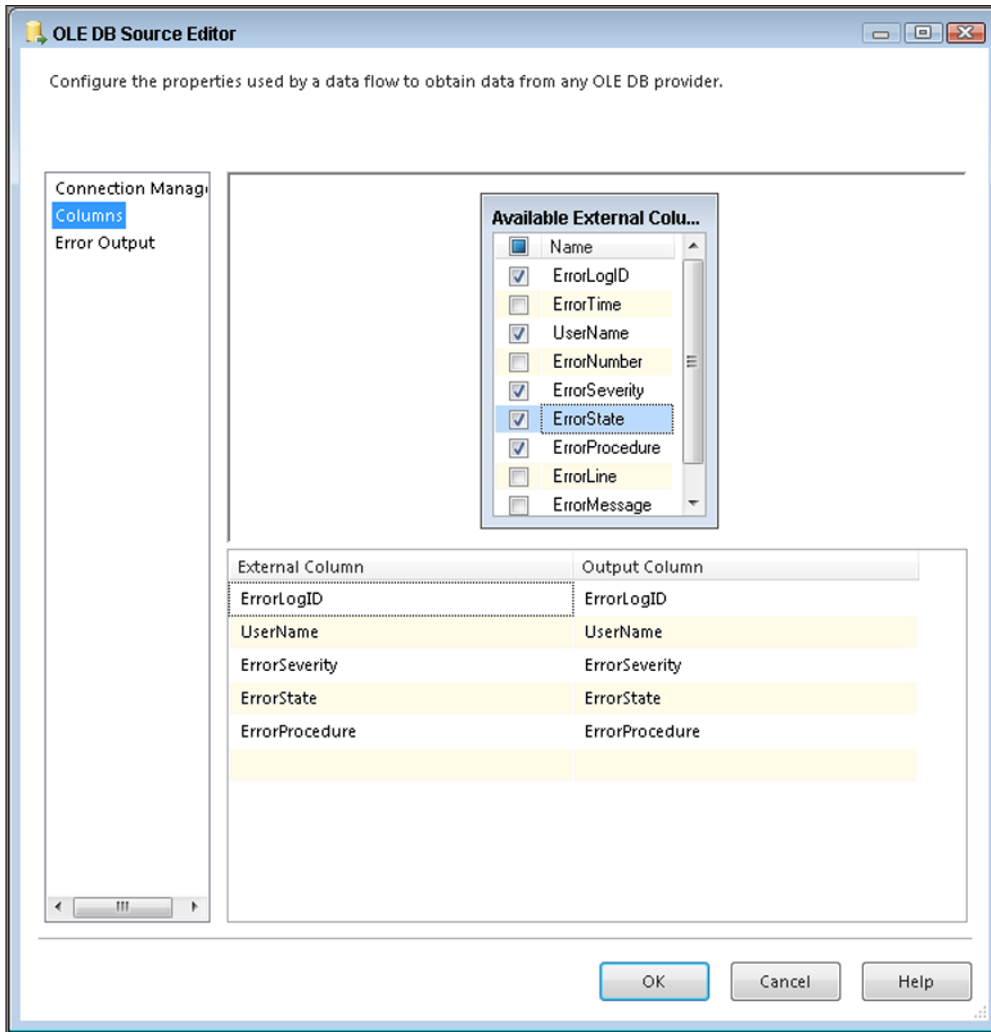 OLE DB Source Editor
Configure the properties used by a data flow to obtain data from any OLE DB provider.
Connection Manag
Columns
Error Output
Available External Colu...
Name
ErrorLogID
ErrorTime
UserName
ErrorNumber
ErrorSeverity
ErrorState
ErrorProcedure
ErrorLine
ErrorMessage
External Column Output Column
ErrorLogID ErrorLogID
UserName UserName
ErrorSeverity ErrorSeverity
ErrorState ErrorState
ErrorProcedure ErrorProcedure
OK Cancel Help